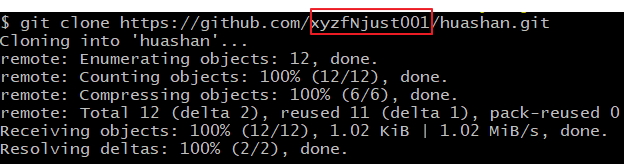 $ git clone https://github.com/xyzfNjust001/huashan.git
Cloning into 'huashan'...
remote: Enumerating objects: 12, done.
remote: Counting objects: 100% (12/12), done.
remote: Compressing objects: 100% (6/6), done.
remote: Total 12 (delta 2), reused 11 (delta 1), pack-reused 0
Receiving objects: 100% (12/12), 1.02 KiB | 1.02 MiB/s, done.
Resolving deltas: 100% (2/2), done.